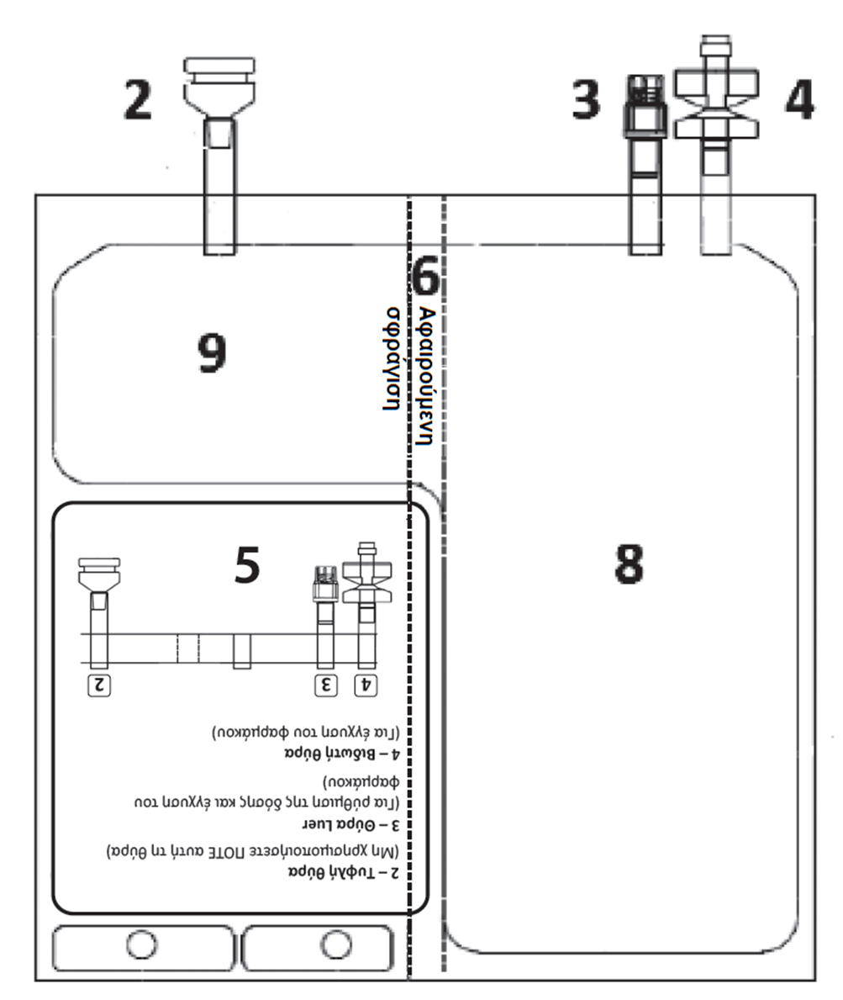 2
3
4
6
Αφαιρούμενη
σφράγιση
9
5
8
2
3
4
2 – Τυφλή θύρα
(Μη χρησιμοποιήσετε ΠΟΤΕ αυτή τη θύρα)
3 – Θύρα Luer
(Για ρύθμιση της δόσης και έγχυση του
φαρμάκου)
4 – Βιδωτή θύρα
(Για έγχυση του φαρμάκου)